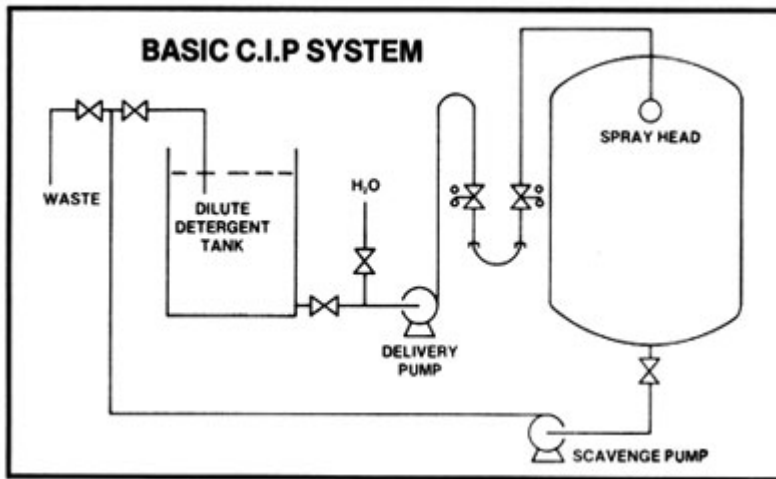 BASIC C.I.P SYSTEM
SPRAY HEAD
WASTE
H₂O
DILUTE
DETERGENT
TANK
DELIVERY
PUMP
SCAVENGE PUMP